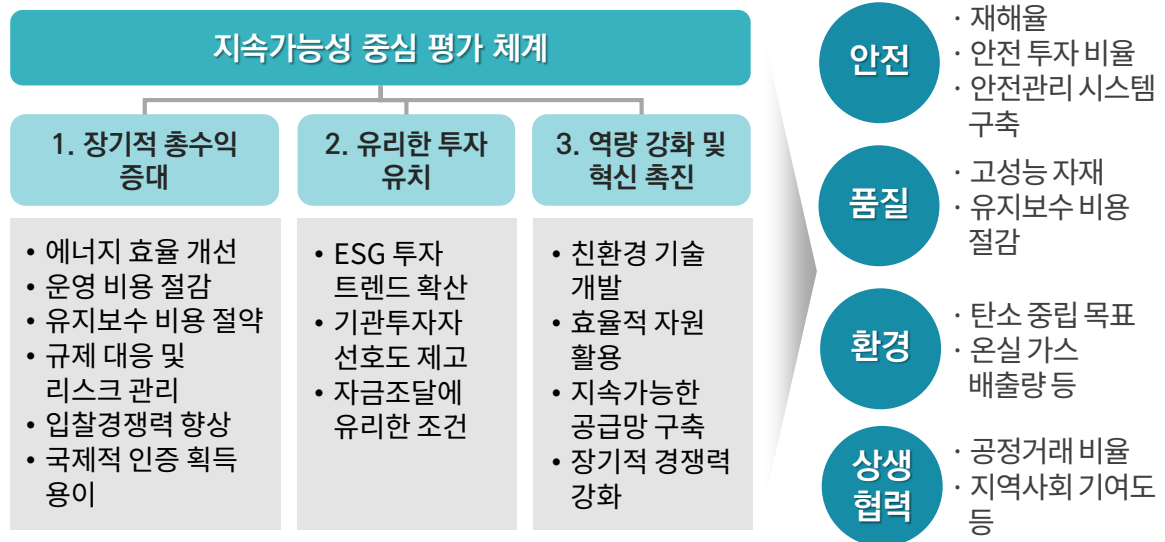 지속가능성 중심 평가 체계
1. 장기적 총수익
증대
• 에너지 효율 개선
• 운영 비용 절감
• 유지보수 비용 절약
• 규제 대응 및
리스크 관리
• 입찰경쟁력 향상
• 국제적 인증 획득
용이
2. 유리한 투자
유치
• ESG 투자
트렌드 확산
• 기관투자자
선호도 제고
• 자금조달에
유리한 조건
3. 역량 강화 및
혁신 촉진
• 친환경 기술
개발
• 효율적 자원
활용
• 지속가능한
공급망 구축
• 장기적 경쟁력
강화
안전
· 재해율
· 안전 투자 비율
· 안전관리 시스템
구축
품질
· 고성능 자재
· 유지보수 비용
절감
환경
· 탄소 중립 목표
· 온실 가스
배출량 등
상생
협력
· 공정거래 비율
· 지역사회 기여도
등